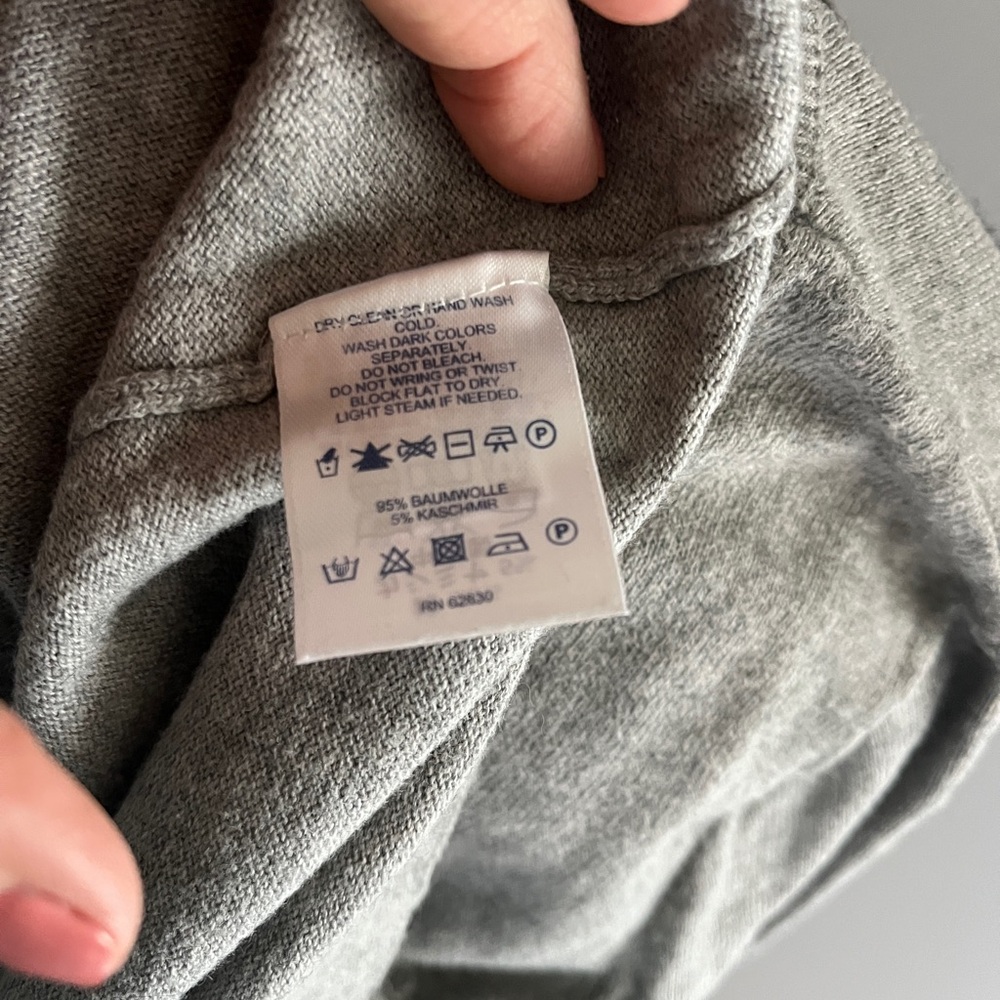 DRY CLEAN OR HAND WASH
COLD.
WASH DARK COLORS
SEPARATELY.
DO NOT BLEACH.
DO NOT WRING OR TWIST.
BLOCK FLAT TO DRY.
LIGHT STEAM IF NEEDED.
P
95% BAUMWOLLE
5% KASCHMIR
P
RN 62630